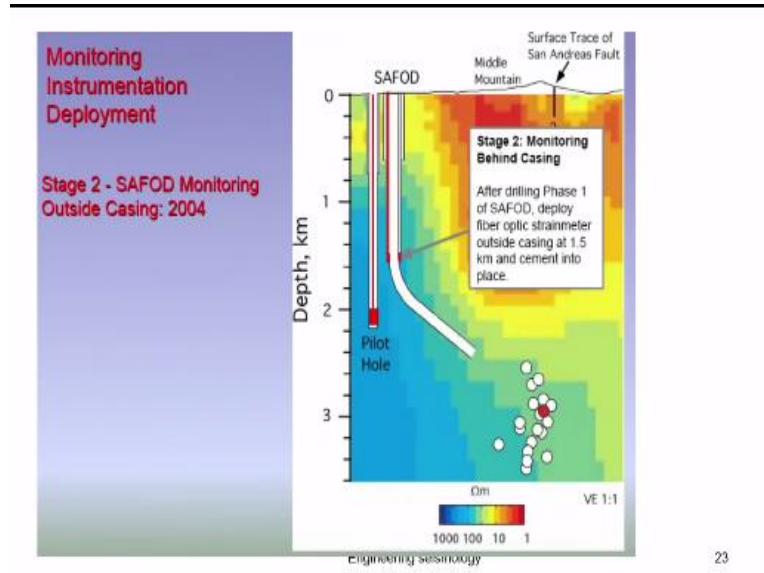 Monitoring
Instrumentation
Deployment
Stage 2 - SAFOD Monitoring
Outside Casing: 2004
Surface Trace of
San Andreas Fault
Middle
Mountain
SAFOD
0
1
2
3
Depth, km
Stage 2: Monitoring
Behind Casing
After drilling Phase 1
of SAFOD, deploy
fiber optic strainmeter
outside casing at 1.5
km and cement into
place.
Pilot
Hole
Ωm
VE 1:1
1000 100 10 1
Engineering seismology
23